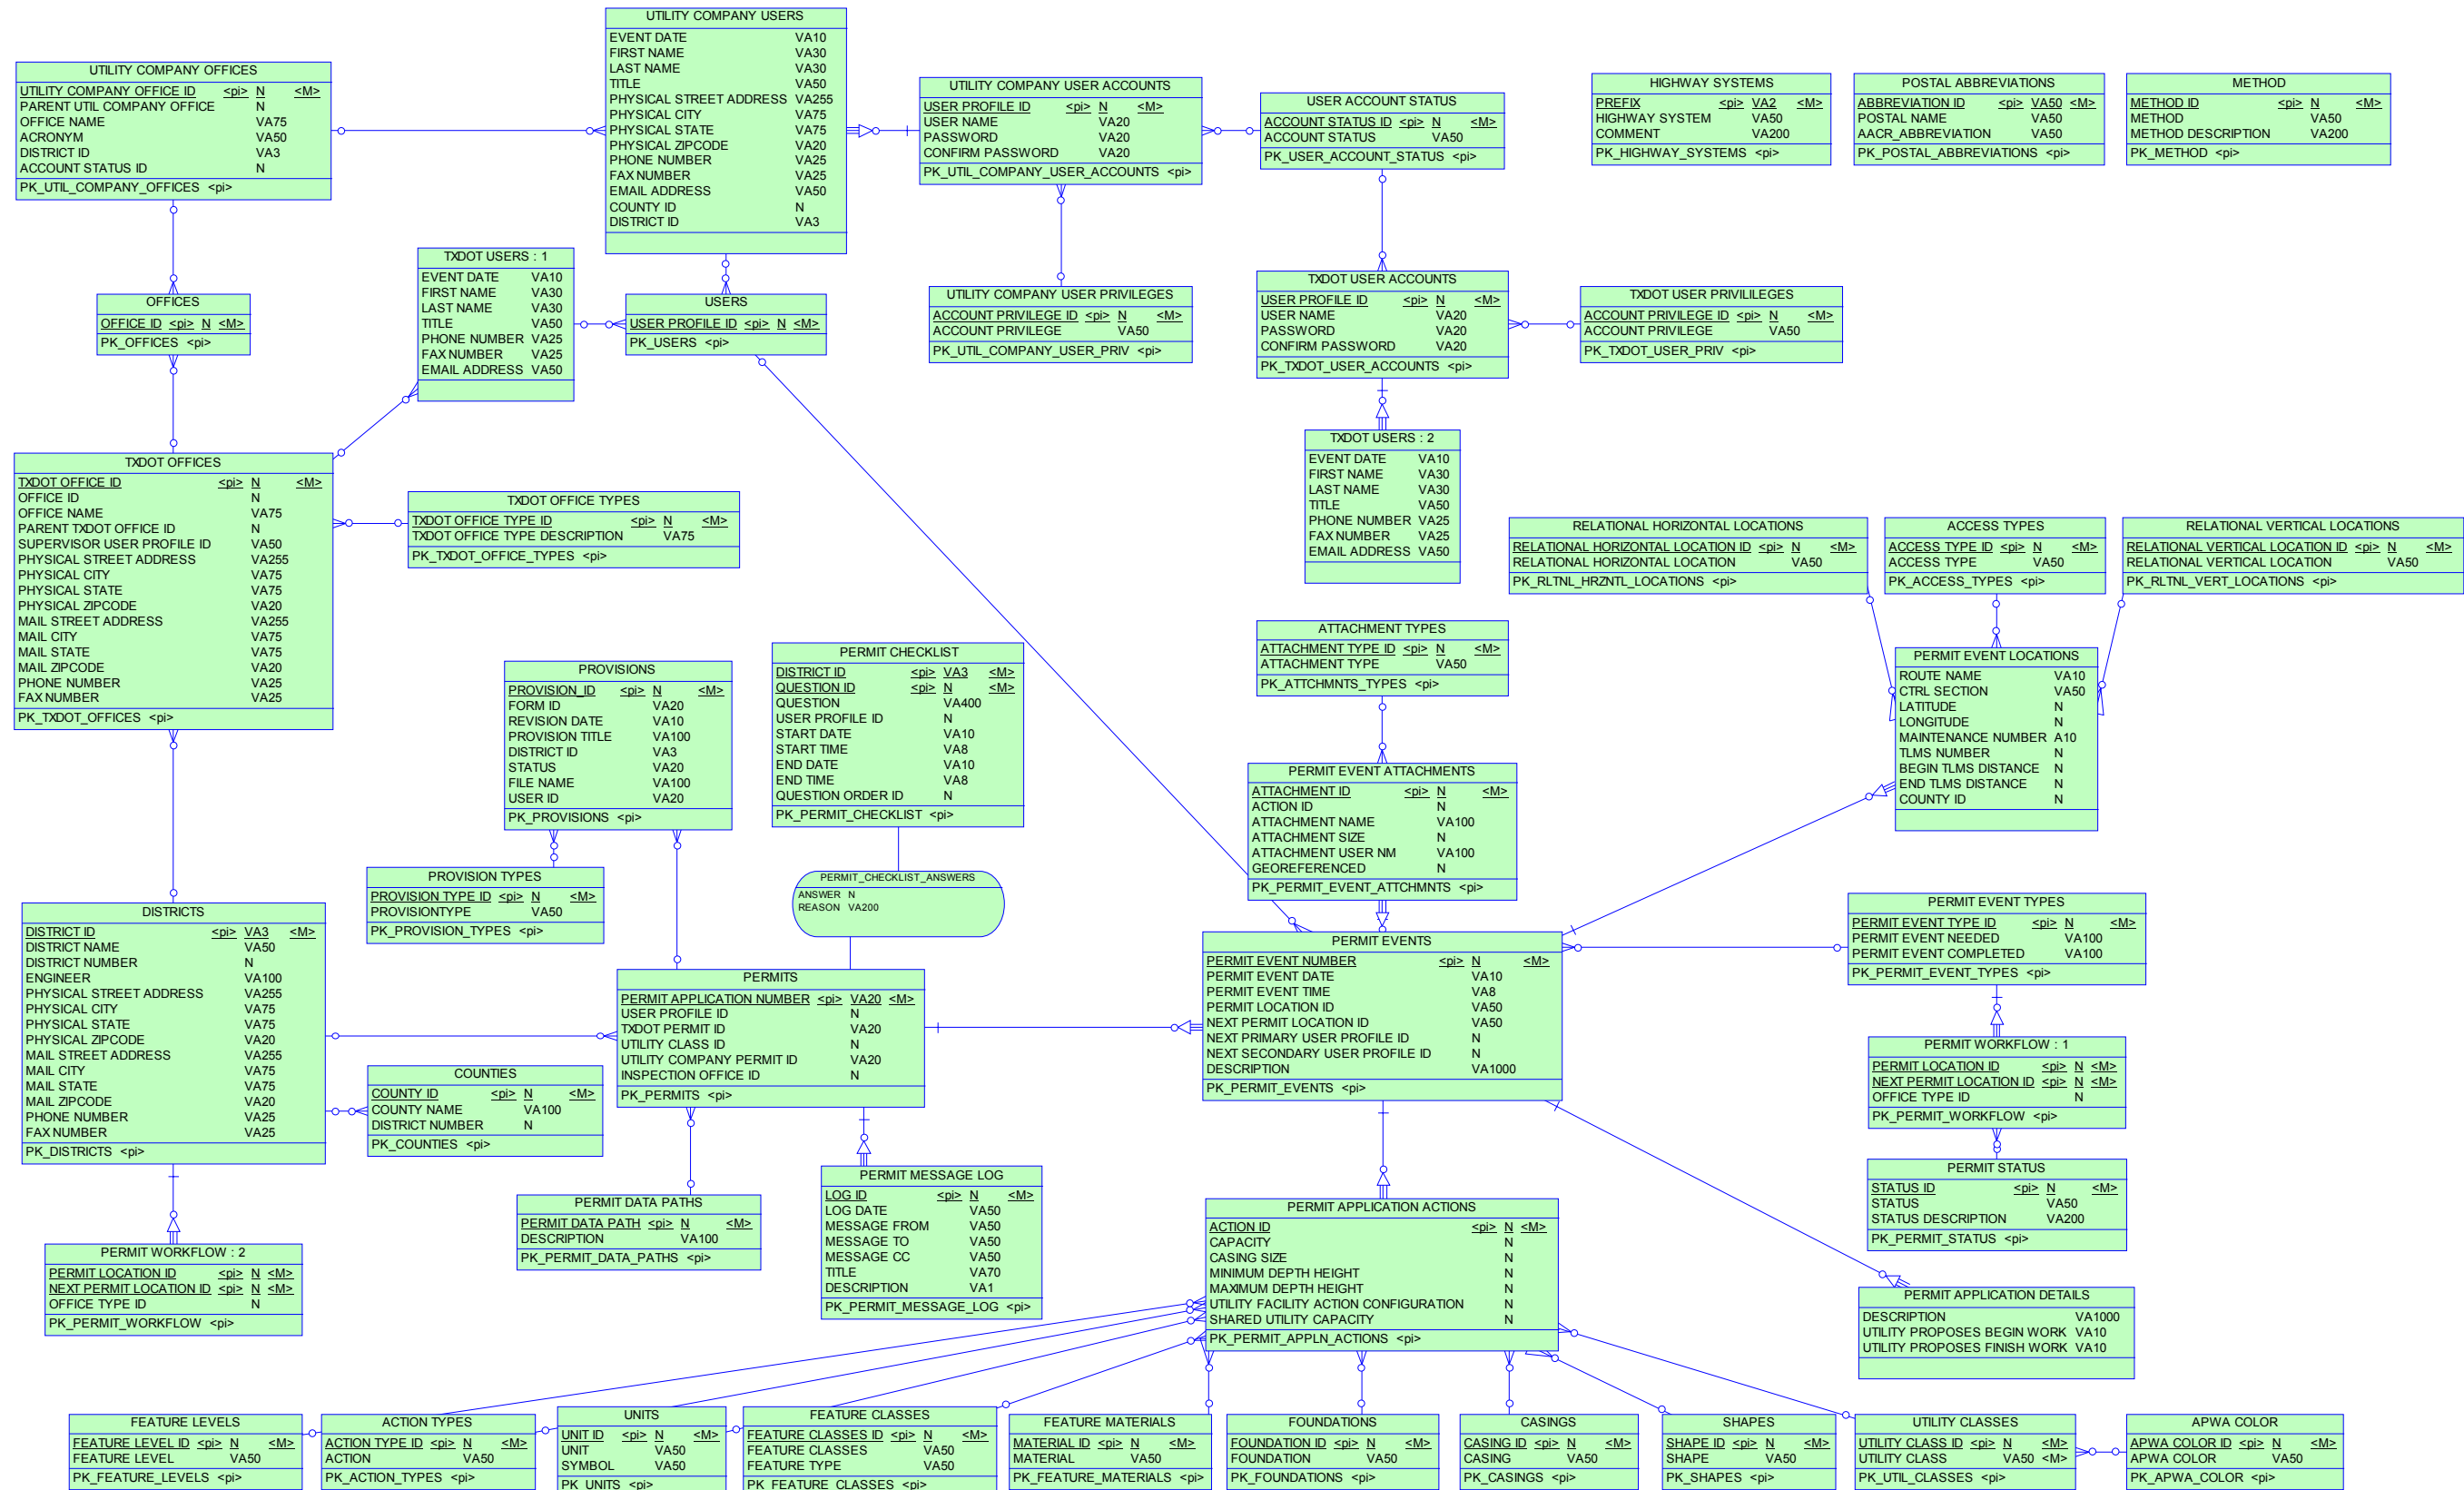 UTILITY COMPANY USERS
EVENT DATE VA10
FIRST NAME VA30
LAST NAME VA30
TITLE VA50
PHYSICAL STREET ADDRESS VA255
PHYSICAL CITY VA75
PHYSICAL STATE VA75
PHYSICAL ZIPCODE VA20
PHONE NUMBER VA25
FAX NUMBER VA25
EMAIL ADDRESS VA50
COUNTY ID N
DISTRICT ID VA3
UTILITY COMPANY OFFICES
UTILITY COMPANY OFFICE ID <pi> N <M>
PARENT UTIL COMPANY OFFICE N
OFFICE NAME VA75
ACRONYM VA50
DISTRICT ID VA3
ACCOUNT STATUS ID N
PK_UTIL_COMPANY_OFFICES <pi>
UTILITY COMPANY USER ACCOUNTS
USER PROFILE ID <pi> N <M>
USER NAME VA20
PASSWORD VA20
CONFIRM PASSWORD VA20
PK_UTIL_COMPANY_USER_ACCOUNTS <pi>
USER ACCOUNT STATUS
ACCOUNT STATUS ID <pi> N <M>
ACCOUNT STATUS VA50
PK_USER_ACCOUNT_STATUS <pi>
HIGHWAY SYSTEMS
PREFIX <pi> VA2 <M>
HIGHWAY SYSTEM VA50
COMMENT VA200
PK_HIGHWAY_SYSTEMS <pi>
POSTAL ABBREVIATIONS
ABBREVIATION ID <pi> VA50 <M>
POSTAL NAME VA50
AACR_ABBREVIATION VA50
PK_POSTAL_ABBREVIATIONS <pi>
METHOD
METHOD ID <pi> N <M>
METHOD VA50
METHOD DESCRIPTION VA200
PK_METHOD <pi>
TXDOT USERS : 1
EVENT DATE VA10
FIRST NAME VA30
LAST NAME VA30
TITLE VA50
PHONE NUMBER VA25
FAX NUMBER VA25
EMAIL ADDRESS VA50
OFFICES
OFFICE ID <pi> N <M>
PK_OFFICES <pi>
USERS
USER PROFILE ID <pi> N <M>
PK_USERS <pi>
UTILITY COMPANY USER PRIVILEGES
ACCOUNT PRIVILEGE ID <pi> N <M>
ACCOUNT PRIVILEGE VA50
PK_UTIL_COMPANY_USER_PRIV <pi>
TXDOT USER ACCOUNTS
USER PROFILE ID <pi> N <M>
USER NAME VA20
PASSWORD VA20
CONFIRM PASSWORD VA20
PK_TXDOT_USER_ACCOUNTS <pi>
TXDOT USER PRIVILILEGES
ACCOUNT PRIVILEGE ID <pi> N <M>
ACCOUNT PRIVILEGE VA50
PK_TXDOT_USER_PRIV <pi>
TXDOT USERS : 2
EVENT DATE VA10
FIRST NAME VA30
LAST NAME VA30
TITLE VA50
PHONE NUMBER VA25
FAX NUMBER VA25
EMAIL ADDRESS VA50
TXDOT OFFICES
TXDOT OFFICE ID <pi> N <M>
OFFICE ID N
OFFICE NAME VA75
PARENT TXDOT OFFICE ID N
SUPERVISOR USER PROFILE ID VA50
PHYSICAL STREET ADDRESS VA255
PHYSICAL CITY VA75
PHYSICAL STATE VA75
PHYSICAL ZIPCODE VA20
MAIL STREET ADDRESS VA255
MAIL CITY VA75
MAIL STATE VA75
MAIL ZIPCODE VA20
PHONE NUMBER VA25
FAX NUMBER VA25
PK_TXDOT_OFFICES <pi>
TXDOT OFFICE TYPES
TXDOT OFFICE TYPE ID <pi> N <M>
TXDOT OFFICE TYPE DESCRIPTION VA75
PK_TXDOT_OFFICE_TYPES <pi>
RELATIONAL HORIZONTAL LOCATIONS
RELATIONAL HORIZONTAL LOCATION ID <pi> N <M>
RELATIONAL HORIZONTAL LOCATION VA50
PK_RLTNL_HRZNTL_LOCATIONS <pi>
ACCESS TYPES
ACCESS TYPE ID <pi> N <M>
ACCESS TYPE VA50
PK_ACCESS_TYPES <pi>
RELATIONAL VERTICAL LOCATIONS
RELATIONAL VERTICAL LOCATION ID <pi> N <M>
RELATIONAL VERTICAL LOCATION VA50
PK_RLTNL_VERT_LOCATIONS <pi>
ATTACHMENT TYPES
ATTACHMENT TYPE ID <pi> N <M>
ATTACHMENT TYPE VA50
PK_ATTCHMNTS_TYPES <pi>
PERMIT EVENT LOCATIONS
ROUTE NAME VA10
CTRL SECTION VA50
LATITUDE N
LONGITUDE N
MAINTENANCE NUMBER A10
TLMS NUMBER N
BEGIN TLMS DISTANCE N
END TLMS DISTANCE N
COUNTY ID N
PROVISIONS
PROVISION_ID <pi> N <M>
FORM ID VA20
REVISION DATE VA10
PROVISION TITLE VA100
DISTRICT ID VA3
STATUS VA20
FILE NAME VA100
USER ID VA20
PK_PROVISIONS <pi>
PERMIT CHECKLIST
DISTRICT ID <pi> VA3 <M>
QUESTION ID <pi> N <M>
QUESTION VA400
USER PROFILE ID N
START DATE VA10
START TIME VA8
END DATE VA10
END TIME VA8
QUESTION ORDER ID N
PK_PERMIT_CHECKLIST <pi>
PERMIT EVENT ATTACHMENTS
ATTACHMENT ID <pi> N <M>
ACTION ID N
ATTACHMENT NAME VA100
ATTACHMENT SIZE N
ATTACHMENT USER NM VA100
GEOREFERENCED N
PK_PERMIT_EVENT_ATTCHMNTS <pi>
PROVISION TYPES
PROVISION TYPE ID <pi> N <M>
PROVISIONTYPE VA50
PK_PROVISION_TYPES <pi>
PERMIT_CHECKLIST_ANSWERS
ANSWER N
REASON VA200
DISTRICTS
DISTRICT ID <pi> VA3 <M>
DISTRICT NAME VA50
DISTRICT NUMBER N
ENGINEER VA100
PHYSICAL STREET ADDRESS VA255
PHYSICAL CITY VA75
PHYSICAL STATE VA75
PHYSICAL ZIPCODE VA20
MAIL STREET ADDRESS VA255
MAIL CITY VA75
MAIL STATE VA75
MAIL ZIPCODE VA20
PHONE NUMBER VA25
FAX NUMBER VA25
PK_DISTRICTS <pi>
PERMITS
PERMIT APPLICATION NUMBER <pi> VA20 <M>
USER PROFILE ID N
TXDOT PERMIT ID VA20
UTILITY CLASS ID N
UTILITY COMPANY PERMIT ID VA20
INSPECTION OFFICE ID N
PK_PERMITS <pi>
PERMIT EVENTS
PERMIT EVENT NUMBER <pi> N <M>
PERMIT EVENT DATE VA10
PERMIT EVENT TIME VA8
PERMIT LOCATION ID VA50
NEXT PERMIT LOCATION ID VA50
NEXT PRIMARY USER PROFILE ID N
NEXT SECONDARY USER PROFILE ID N
DESCRIPTION VA1000
PK_PERMIT_EVENTS <pi>
PERMIT EVENT TYPES
PERMIT EVENT TYPE ID <pi> N <M>
PERMIT EVENT NEEDED VA100
PERMIT EVENT COMPLETED VA100
PK_PERMIT_EVENT_TYPES <pi>
PERMIT WORKFLOW : 1
PERMIT LOCATION ID <pi> N <M>
NEXT PERMIT LOCATION ID <pi> N <M>
OFFICE TYPE ID N
PK_PERMIT_WORKFLOW <pi>
COUNTIES
COUNTY ID <pi> N <M>
COUNTY NAME VA100
DISTRICT NUMBER N
PK_COUNTIES <pi>
PERMIT STATUS
STATUS ID <pi> N <M>
STATUS VA50
STATUS DESCRIPTION VA200
PK_PERMIT_STATUS <pi>
PERMIT MESSAGE LOG
LOG ID <pi> N <M>
LOG DATE VA50
MESSAGE FROM VA50
MESSAGE TO VA50
MESSAGE CC VA50
TITLE VA70
DESCRIPTION VA1
PK_PERMIT_MESSAGE_LOG <pi>
PERMIT DATA PATHS
PERMIT DATA PATH <pi> N <M>
DESCRIPTION VA100
PK_PERMIT_DATA_PATHS <pi>
PERMIT APPLICATION ACTIONS
ACTION ID <pi> N <M>
CAPACITY N
CASING SIZE N
MINIMUM DEPTH HEIGHT N
MAXIMUM DEPTH HEIGHT N
UTILITY FACILITY ACTION CONFIGURATION N
SHARED UTILITY CAPACITY N
PK_PERMIT_APPLN_ACTIONS <pi>
PERMIT WORKFLOW : 2
PERMIT LOCATION ID <pi> N <M>
NEXT PERMIT LOCATION ID <pi> N <M>
OFFICE TYPE ID N
PK_PERMIT_WORKFLOW <pi>
PERMIT APPLICATION DETAILS
DESCRIPTION VA1000
UTILITY PROPOSES BEGIN WORK VA10
UTILITY PROPOSES FINISH WORK VA10
FEATURE LEVELS
FEATURE LEVEL ID <pi> N <M>
FEATURE LEVEL VA50
PK_FEATURE_LEVELS <pi>
ACTION TYPES
ACTION TYPE ID <pi> N <M>
ACTION VA50
PK_ACTION_TYPES <pi>
UNITS
UNIT ID <pi> N <M>
UNIT VA50
SYMBOL VA50
PK_UNITS <pi>
FEATURE CLASSES
FEATURE CLASSES ID <pi> N <M>
FEATURE CLASSES VA50
FEATURE TYPE VA50
PK_FEATURE_CLASSES <pi>
FEATURE MATERIALS
MATERIAL ID <pi> N <M>
MATERIAL VA50
PK_FEATURE_MATERIALS <pi>
FOUNDATIONS
FOUNDATION ID <pi> N <M>
FOUNDATION VA50
PK_FOUNDATIONS <pi>
CASINGS
CASING ID <pi> N <M>
CASING VA50
PK_CASINGS <pi>
SHAPES
SHAPE ID <pi> N <M>
SHAPE VA50
PK_SHAPES <pi>
UTILITY CLASSES
UTILITY CLASS ID <pi> N <M>
UTILITY CLASS VA50 <M>
PK_UTIL_CLASSES <pi>
APWA COLOR
APWA COLOR ID <pi> N <M>
APWA COLOR VA50
PK_APWA_COLOR <pi>